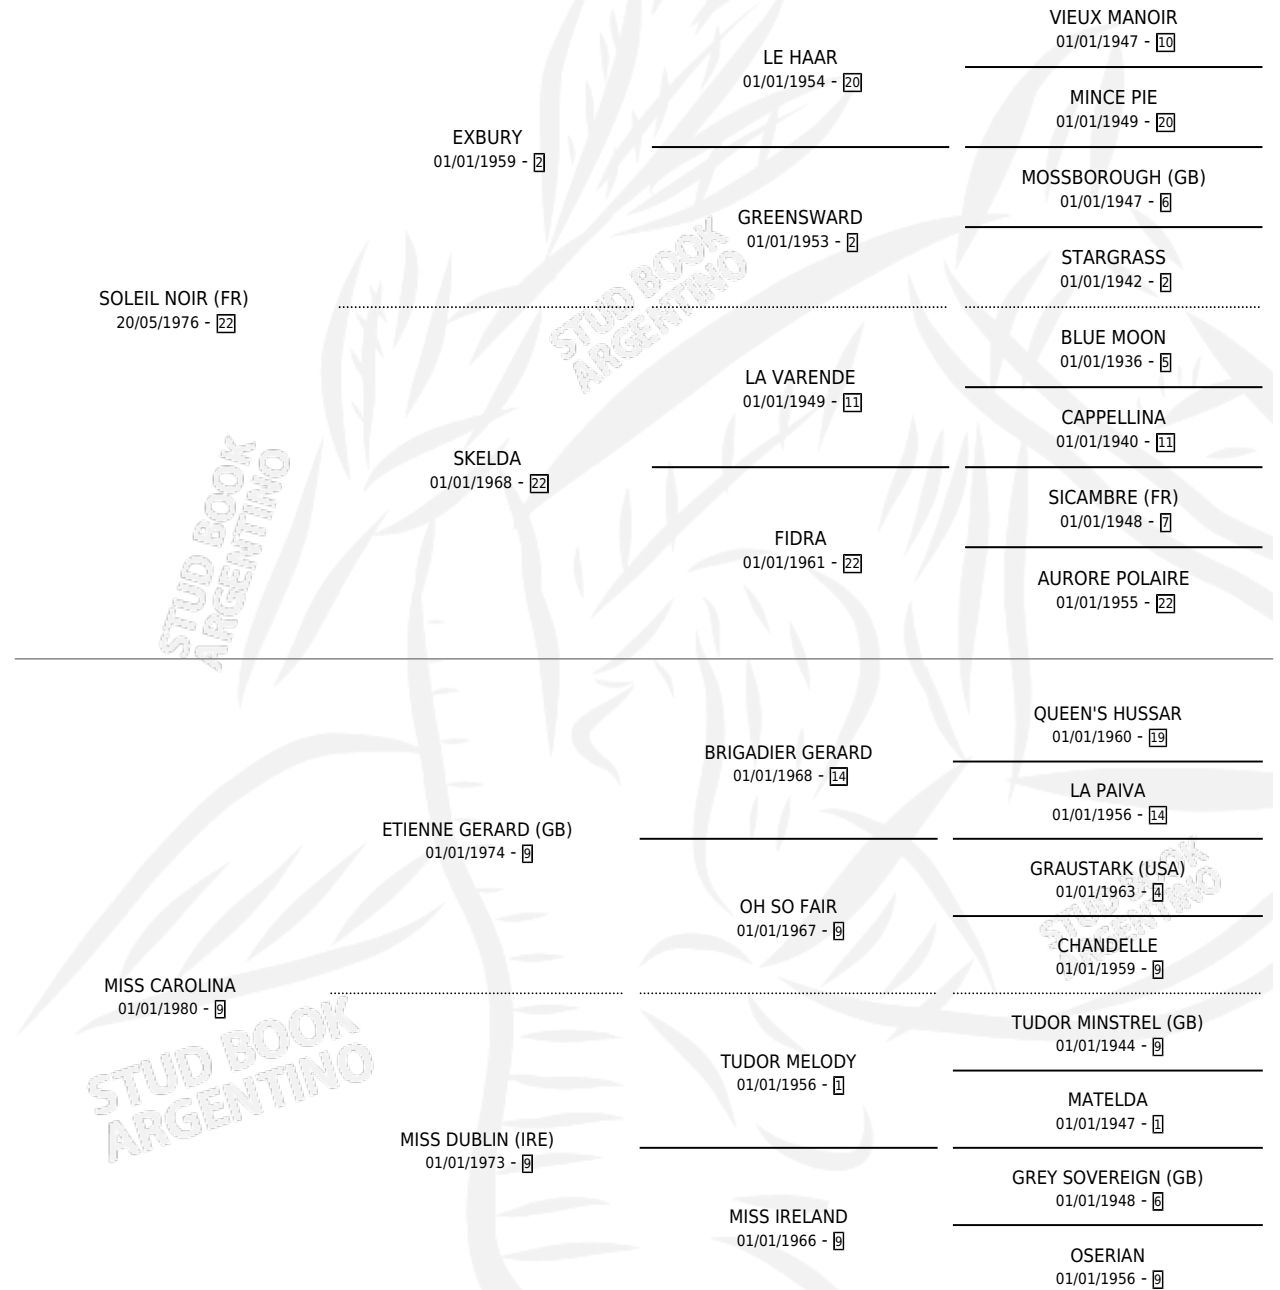 VIEUX MANOIR
01/01/1947 - 10
LE HAAR
01/01/1954 - 20
MINCE PIE
01/01/1949 - 20
EXBURY
01/01/1959 - 2
MOSSBOROUGH (GB)
01/01/1947 - 6
GREENSWARD
01/01/1953 - 2
STARGRASS
01/01/1942 - 2
SOLEIL NOIR (FR)
20/05/1976 - 22
STUD BOOK
ARGENTINO
BLUE MOON
01/01/1936 - 5
LA VARENDE
01/01/1949 - 11
CAPPELLINA
01/01/1940 - 11
SKELDA
01/01/1968 - 22
SICAMBRE (FR)
01/01/1948 - 7
FIDRA
01/01/1961 - 22
AURORE POLAIRE
01/01/1955 - 22
STUD BOOK
ARGENTINO
QUEEN'S HUSSAR
01/01/1960 - 19
BRIGADIER GERARD
01/01/1968 - 14
LA PAIVA
01/01/1956 - 14
ETIENNE GERARD (GB)
01/01/1974 - 9
GRAUSTARK (USA)
01/01/1963 - 4
STUD BOOK
ARGENTINO
OH SO FAIR
01/01/1967 - 9
CHANDELLE
01/01/1959 - 9
MISS CAROLINA
01/01/1980 - 9
STUD BOOK
ARGENTINO
TUDOR MINSTREL (GB)
01/01/1944 - 9
TUDOR MELODY
01/01/1956 - 1
MATELDA
01/01/1947 - 1
MISS DUBLIN (IRE)
01/01/1973 - 9
GREY SOVEREIGN (GB)
01/01/1948 - 6
MISS IRELAND
01/01/1966 - 9
OSERIAN
01/01/1956 - 9